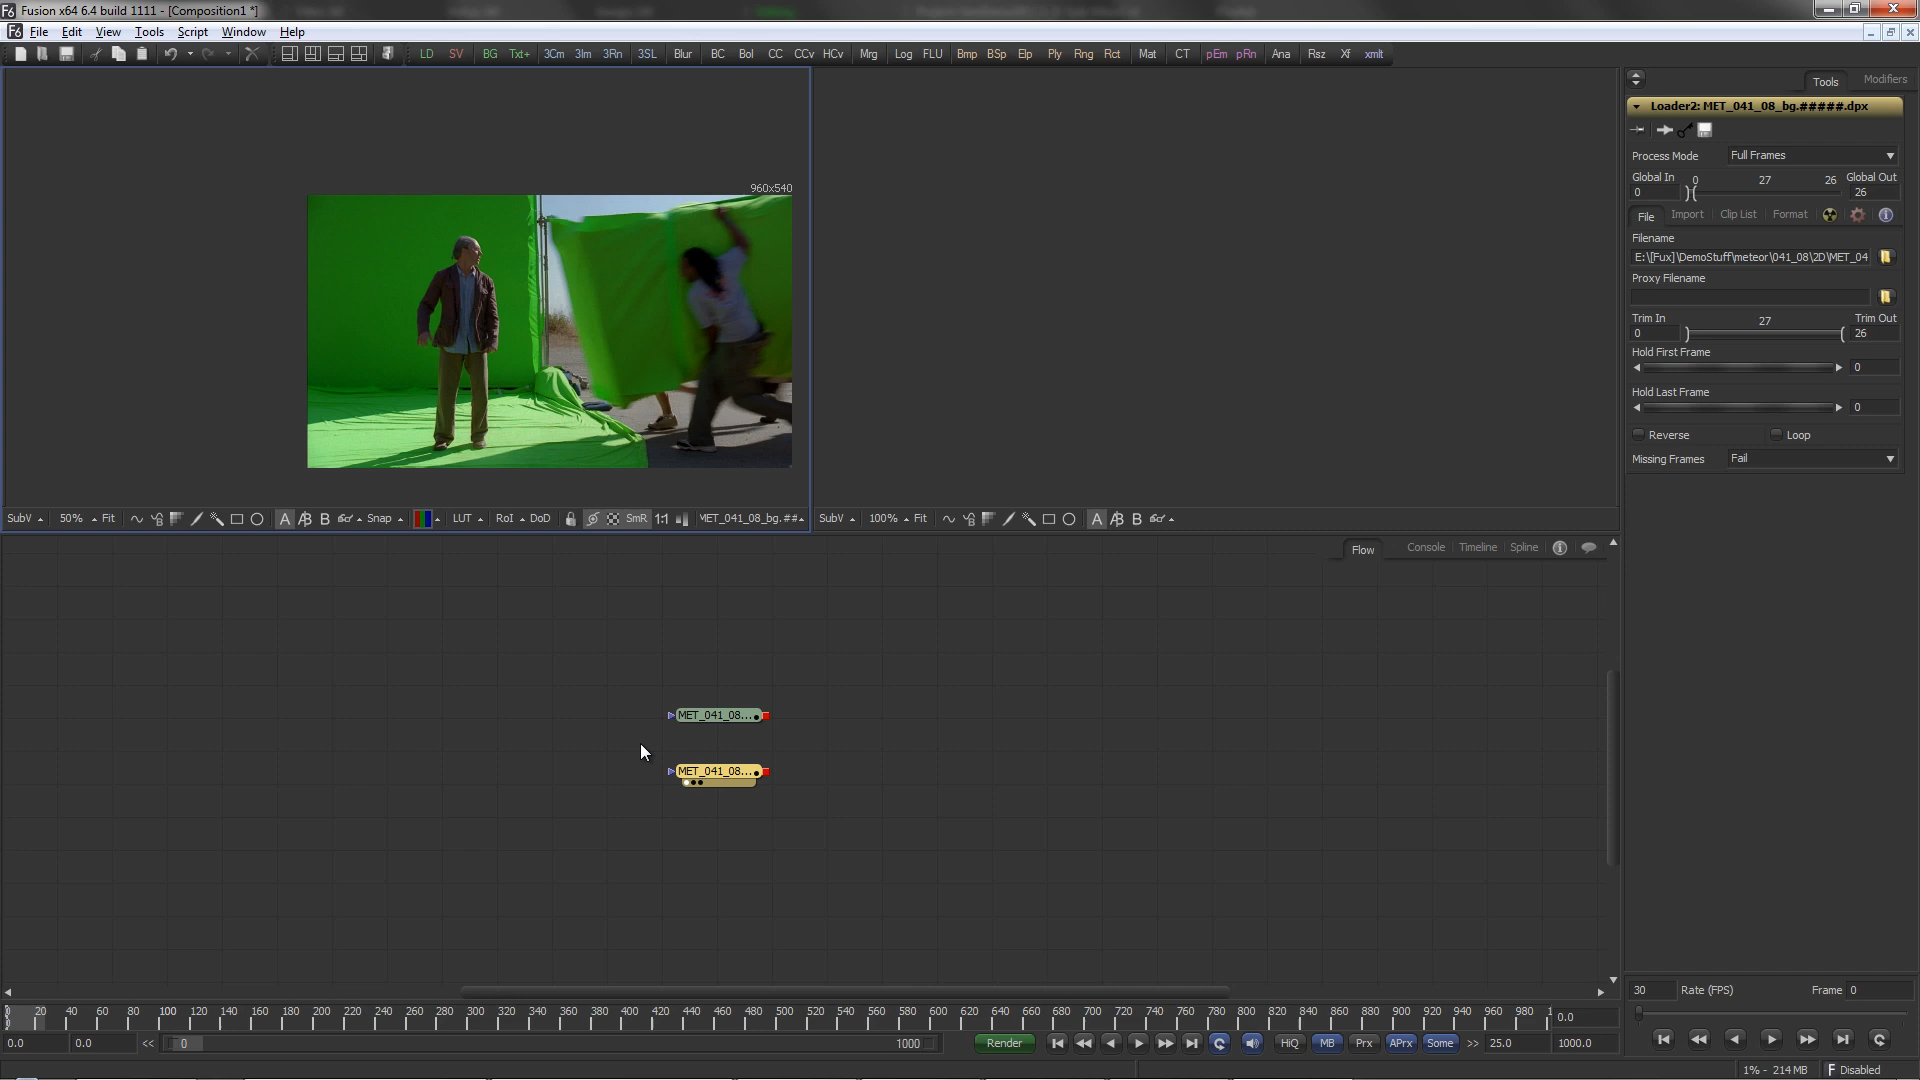 Fusion x64 6.4 build 1111 - [Composition1 *]
File Edit View Tools Script Window Help
LD SV BG Txt+ 3Cm 3Im 3Rn 3SL Blur BC Bol CC CCv HCv Mrg Log FLU Bmp BSp Elp Ply Rng Rct Mat CT pEm pRn Ana Rsz Xf xmlt
Tools Modifiers
Loader2: MET_041_08_bg.#####.dpx
Process Mode Full Frames
Global In 0 27 26 Global Out
0 26
File Import Clip List Format
Filename
E:\[Fux]\DemoStuff\meteor\041_08\2D\MET_04
Proxy Filename
Trim In 27 Trim Out
0 26
Hold First Frame
0
Hold Last Frame
0
Reverse Loop
Missing Frames Fail
960x540
SubV 50% Fit A B Snap LUT RoI DoD SmR 1:1 MET_041_08_bg.##
SubV 100% Fit A B
Flow Console Timeline Spline
MET_041_08...
MET_041_08...
0 20 40 60 80 100 120 140 160 180 200 220 240 260 280 300 320 340 360 380 400 420 440 460 480 500 520 540 560 580 600 620 640 660 680 700 720 740 760 780 800 820 840 860 880 900 920 940 960 980 1 0.0
0.0 0.0 << 0 1000 Render HiQ MB Prx APrx Some >> 25.0 1000.0
30 Rate (FPS) Frame 0
1% - 214 MB Disabled